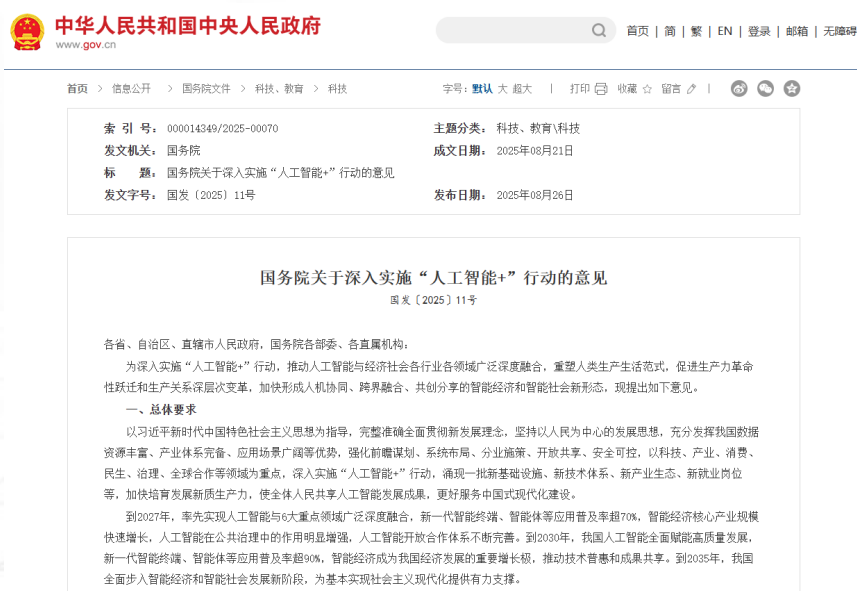 中华人民共和国中央人民政府
www.gov.cn
首页 | 简 | 繁 | EN | 登录 | 邮箱 | 无障碍
首页 > 信息公开 > 国务院文件 > 科技、教育 > 科技
字号：默认 大 超大 | 打印 收藏 留言 |
索 引 号： 000014349/2025-00070
主题分类： 科技、教育\科技
发文机关： 国务院
成文日期： 2025年08月21日
标 题： 国务院关于深入实施“人工智能+”行动的意见
发文字号： 国发〔2025〕11号
发布日期： 2025年08月26日
国务院关于深入实施“人工智能+”行动的意见
国发〔2025〕11号
各省、自治区、直辖市人民政府，国务院各部委、各直属机构：
为深入实施“人工智能+”行动，推动人工智能与经济社会各行业各领域广泛深度融合，重塑人类生产生活范式，促进生产力革命
性跃迁和生产关系深层次变革，加快形成人机协同、跨界融合、共创分享的智能经济和智能社会新形态，现提出如下意见。
一、总体要求
以习近平新时代中国特色社会主义思想为指导，完整准确全面贯彻新发展理念，坚持以人民为中心的发展思想，充分发挥我国数据
资源丰富、产业体系完备、应用场景广阔等优势，强化前瞻谋划、系统布局、分业施策、开放共享、安全可控，以科技、产业、消费、
民生、治理、全球合作等领域为重点，深入实施“人工智能+”行动，涌现一批新基础设施、新技术体系、新产业生态、新就业岗位
等，加快培育发展新质生产力，使全体人民共享人工智能发展成果，更好服务中国式现代化建设。
到2027年，率先实现人工智能与6大重点领域广泛深度融合，新一代智能终端、智能体等应用普及率超70%，智能经济核心产业规模
快速增长，人工智能在公共治理中的作用明显增强，人工智能开放合作体系不断完善。到2030年，我国人工智能全面赋能高质量发展，
新一代智能终端、智能体等应用普及率超90%，智能经济成为我国经济发展的重要增长极，推动技术普惠和成果共享。到2035年，我国
全面步入智能经济和智能社会发展新阶段，为基本实现社会主义现代化提供有力支撑。